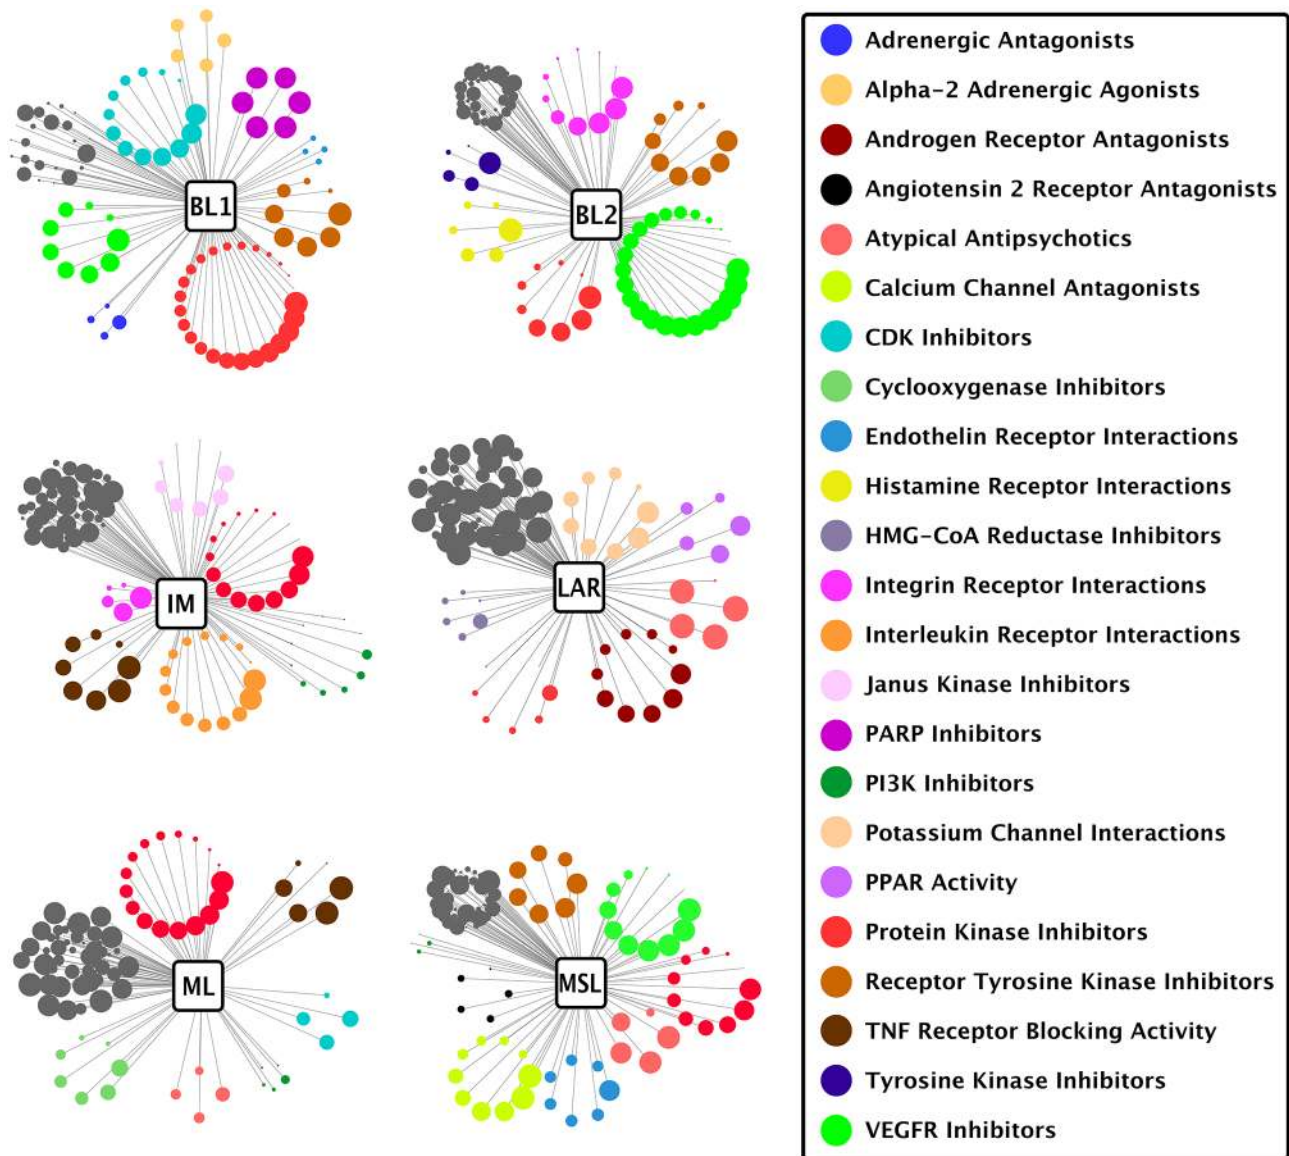 BL1
BL2
IM
LAR
ML
MSL
Adrenergic Antagonists
Alpha-2 Adrenergic Agonists
Androgen Receptor Antagonists
Angiotensin 2 Receptor Antagonists
Atypical Antipsychotics
Calcium Channel Antagonists
CDK Inhibitors
Cyclooxygenase Inhibitors
Endothelin Receptor Interactions
Histamine Receptor Interactions
HMG-CoA Reductase Inhibitors
Integrin Receptor Interactions
Interleukin Receptor Interactions
Janus Kinase Inhibitors
PARP Inhibitors
PI3K Inhibitors
Potassium Channel Interactions
PPAR Activity
Protein Kinase Inhibitors
Receptor Tyrosine Kinase Inhibitors
TNF Receptor Blocking Activity
Tyrosine Kinase Inhibitors
VEGFR Inhibitors